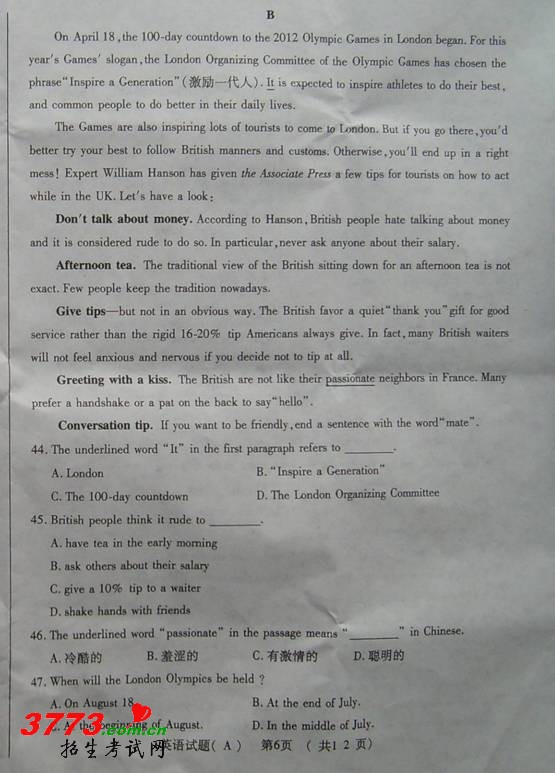 B
On April 18,the 100-day countdown to the 2012 Olympic Games in London began. For this
year's Games' slogan,the London Organizing Committee of the Olympic Games has chosen the
phrase“Inspire a Generation”(激励一代人). It is expected to inspire athletes to do their best,
and common people to do better in their daily lives.
The Games are also inspiring lots of tourists to come to London. But if you go there,you'd
better try your best to follow British manners and customs. Otherwise,you'll end up in a right
mess! Expert William Hanson has given the Associate Press a few tips for tourists on how to act
while in the UK. Let's have a look:
Don't talk about money. According to Hanson,British people hate talking about money
and it is considered rude to do so. In particular,never ask anyone about their salary.
Afternoon tea. The traditional view of the British sitting down for an afternoon tea is not
exact. Few people keep the tradition nowadays.
Give tips—but not in an obvious way. The British favor a quiet“thank you”gift for good
service rather than the rigid 16-20% tip Americans always give. In fact,many British waiters
will not feel anxious and nervous if you decide not to tip at all.
Greeting with a kiss. The British are not like their passionate neighbors in France. Many
prefer a handshake or a pat on the back to say“hello”.
Conversation tip. If you want to be friendly,end a sentence with the word“mate”.
44. The underlined word “It” in the first paragraph refers to ________.
A. London B. “Inspire a Generation”
C. The 100-day countdown D. The London Organizing Committee
45. British people think it rude to ________.
A. have tea in the early morning
B. ask others about their salary
C. give a 10% tip to a waiter
D. shake hands with friends
46. The underlined word “passionate” in the passage means “________” in Chinese.
A. 冷酷的 B. 羞涩的 C. 有激情的 D. 聪明的
47. When will the London Olympics be held ?
A. On August 18 B. At the end of July.
At the beginning of August. D. In the middle of July.
3773.com.cn
招生考试网 英语试题( A ) 第6页 ( 共1 2 页)